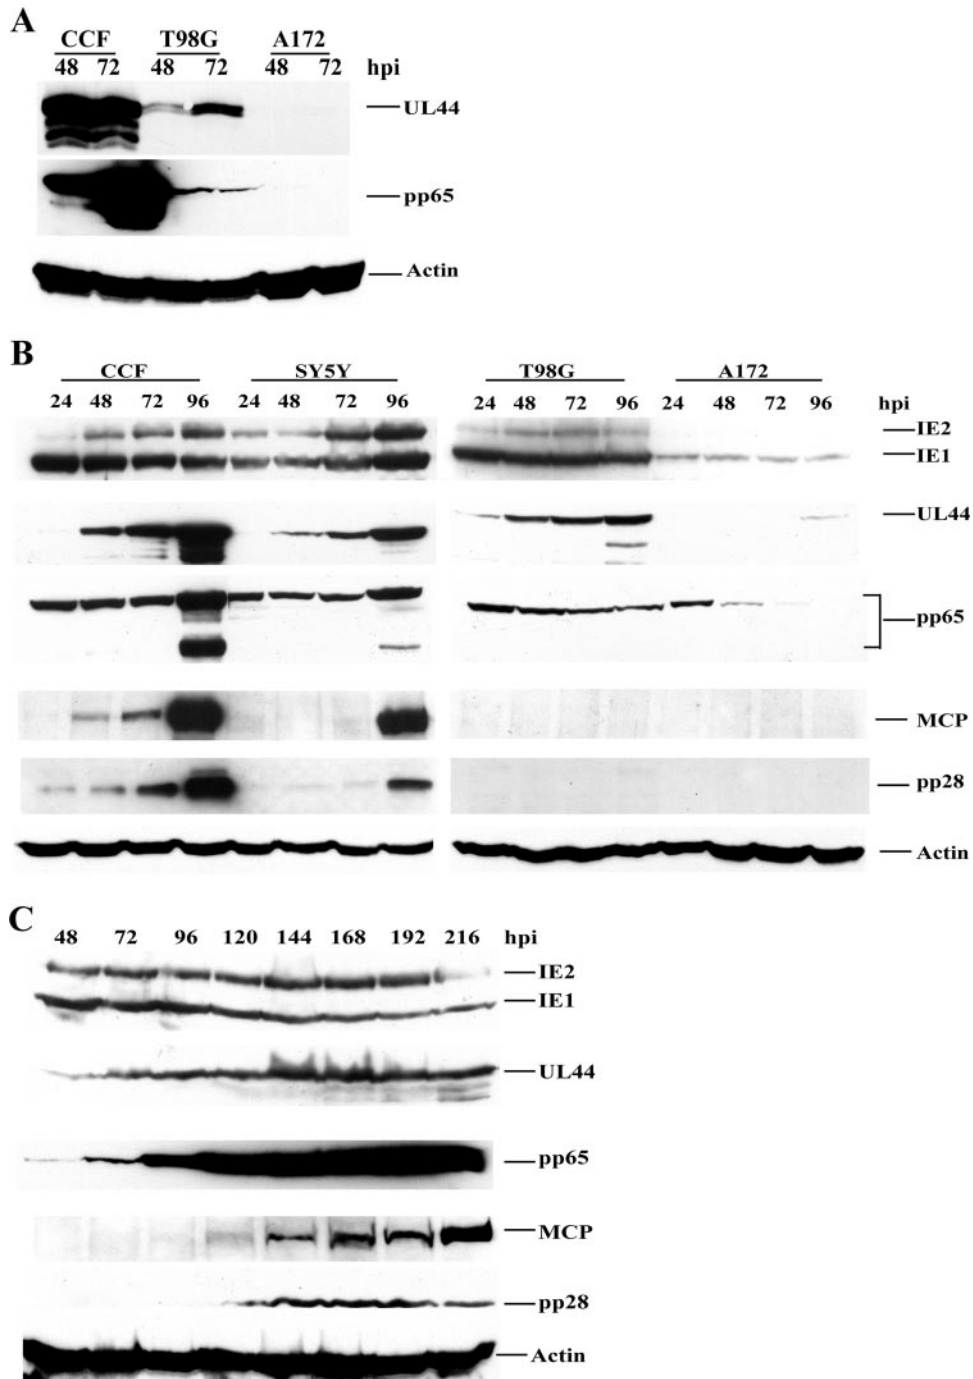 A
CCF T98G A172
48 72 48 72 48 72 hpi
UL44
pp65
Actin
B
CCF SY5Y T98G A172
24 48 72 96 24 48 72 96 24 48 72 96 24 48 72 96 hpi
IE2
IE1
UL44
pp65
MCP
pp28
Actin
C
48 72 96 120 144 168 192 216 hpi
IE2
IE1
UL44
pp65
MCP
pp28
Actin